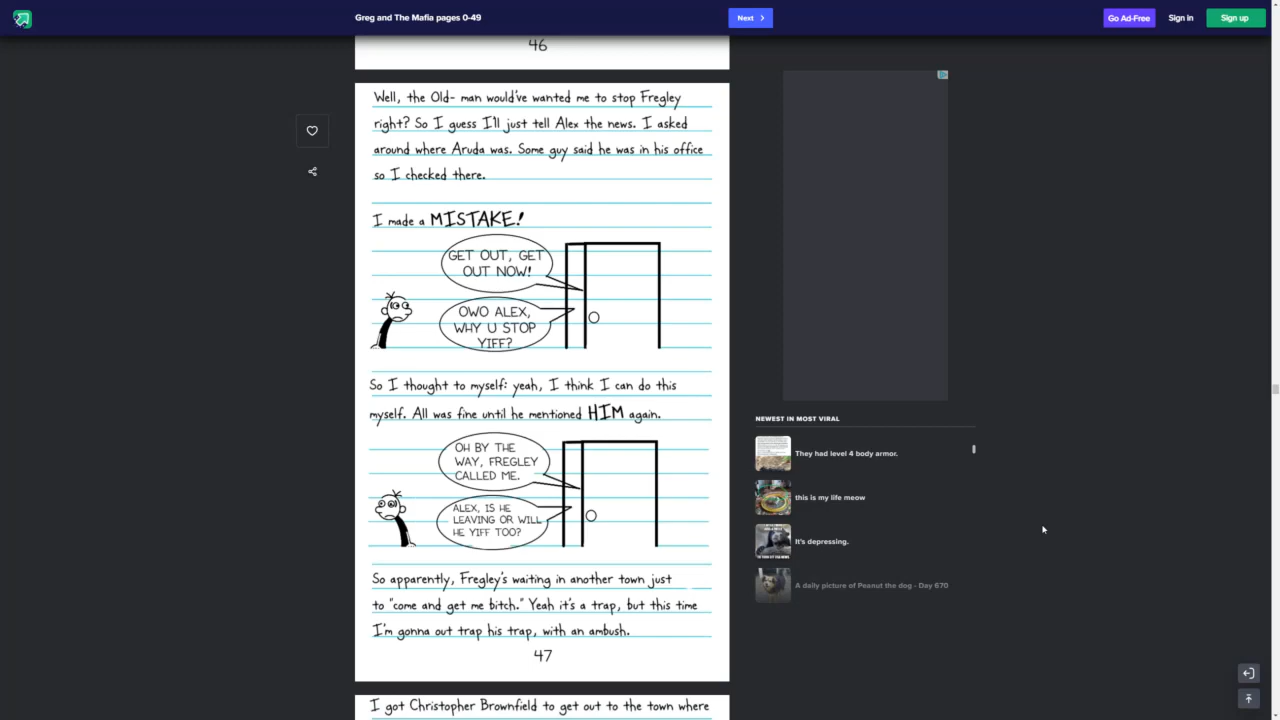 Greg and The Mafia pages 0-49
Next
Go Ad-Free
Sign in
Sign up
46
Well, the Old- man would've wanted me to stop Fregley
right? So I guess I'll just tell Alex the news. I asked
around where Aruda was. Some guy said he was in his office
so I checked there.
I made a MISTAKE!
GET OUT, GET
OUT NOW!
OWO ALEX,
WHY U STOP
YIFF?
So I thought to myself: yeah, I think I can do this
myself. All was fine until he mentioned HIM again.
OH BY THE
WAY, FREGLEY
CALLED ME.
ALEX, IS HE
LEAVING OR WILL
HE YIFF TOO?
So apparently, Fregley's waiting in another town just
to "come and get me bitch." Yeah it's a trap, but this time
I'm gonna out trap his trap, with an ambush.
47
I got Christopher Brownfield to get out to the town where
NEWEST IN MOST VIRAL
They had level 4 body armor.
this is my life meow
It's depressing.
A daily picture of Peanut the dog - Day 670